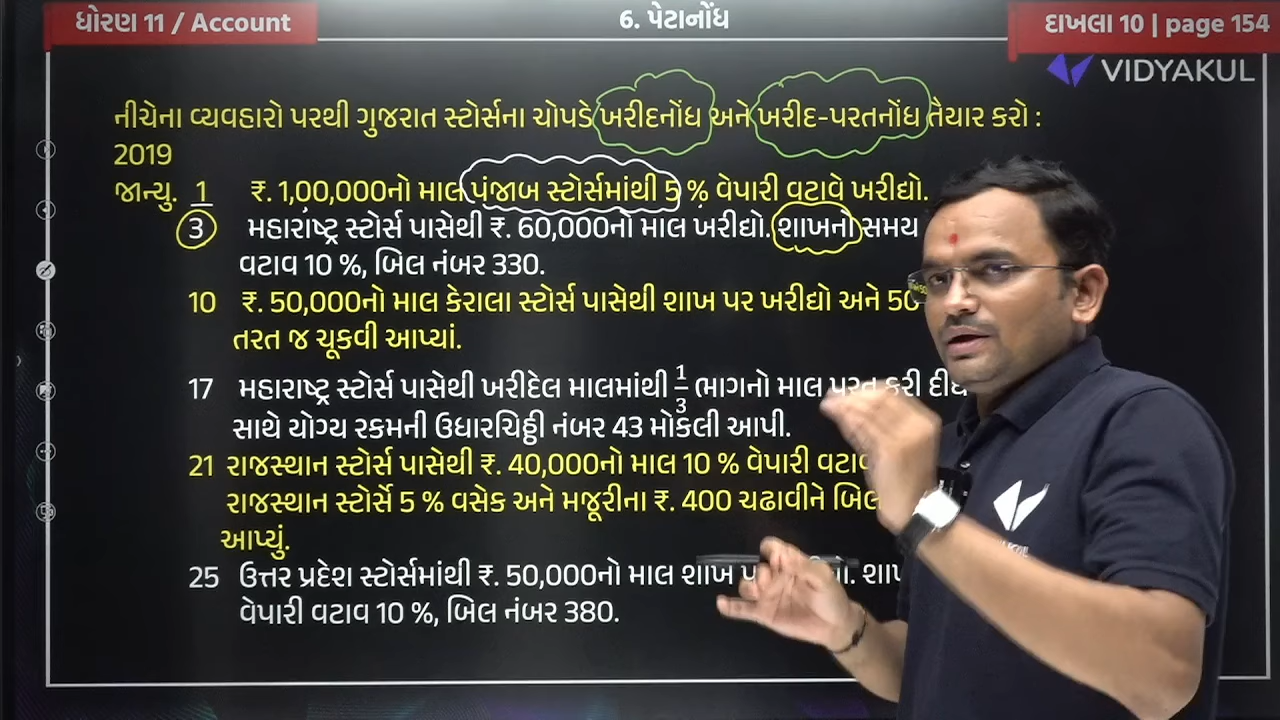 ધોરણ 11 / Account
6. પેટાનોંધ
દાખલા 10 | page 154
VIDYAKUL
નીચેના વ્યવહારો પરથી ગુજરાત સ્ટોર્સના ચોપડે ખરીદનોંધ અને ખરીદ-પરતનોંધ તૈયાર કરો :
2019
જાન્યુ. 1 ₹. 1,00,000નો માલ પંજાબ સ્ટોર્સમાંથી 5 % વેપારી વટાવે ખરીદ્યો.
3 મહારાષ્ટ્ર સ્ટોર્સ પાસેથી ₹. 60,000નો માલ ખરીદ્યો. શાખનો સમય
વટાવ 10 %, બિલ નંબર 330.
10 ₹. 50,000નો માલ કેરાલા સ્ટોર્સ પાસેથી શાખ પર ખરીદ્યો અને 50
તરત જ ચૂકવી આપ્યાં.
17 મહારાષ્ટ્ર સ્ટોર્સ પાસેથી ખરીદેલ માલમાંથી 1/3 ભાગનો માલ પરત કરી
સાથે યોગ્ય રકમની ઉધારચિઠ્ઠી નંબર 43 મોકલી આપી.
21 રાજસ્થાન સ્ટોર્સ પાસેથી ₹. 40,000નો માલ 10 % વેપારી
રાજસ્થાન સ્ટોર્સે 5 % વસેક અને મજૂરીના ₹. 400 ચઢાવીને બિલ
આપ્યું.
25 ઉત્તર પ્રદેશ સ્ટોર્સમાંથી ₹. 50,000નો માલ શાખ
વેપારી વટાવ 10 %, બિલ નંબર 380.